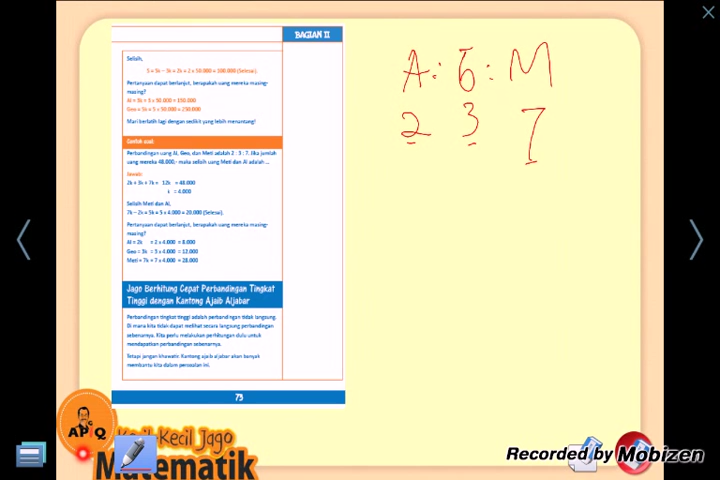 BAGIAN II
Selisih,
5 = 5k – 3k = 2k = 2 x 50.000 = 100.000 (Selesai).
Pertanyaan dapat berlanjut, berapakah uang mereka masing-
masing?
Al = 3k = 3 x 50.000 = 150.000
Geo = 5k = 5 x 50.000 = 250.000
Mari berlatih lagi dengan sedikit yang lebih menantang!
Contoh soal.
Perbandingan uang Al, Geo, dan Meti adalah 2 : 3 : 7. Jika jumlah
uang mereka 48.000,- maka selisih uang Meti dan Al adalah ...
Jawab:
2k + 3k + 7k = 12k = 48.000
k = 4.000
Selisih Meti dan Al,
7k – 2k = 5k = 5 x 4.000 = 20.000 (Selesai).
Pertanyaan dapat berlanjut, berapakah uang mereka masing-
masing?
Al = 2k = 2 x 4.000 = 8.000
Geo = 3k = 3 x 4.000 = 12.000
Meti = 7k = 7 x 4.000 = 28.000
Jago Berhitung Cepat Perbandingan Tingkat
Tinggi dengan Kantong Ajaib Aljabar
Perbandingan tingkat tinggi adalah perbandingan tidak langsung.
Di mana kita tidak dapat melihat secara langsung perbandingan
sebenarnya. Kita perlu melakukan perhitungan dulu untuk
mendapatkan perbandingan sebenarnya.
Tetapi jangan khawatir. Kantong ajaib aljabar akan banyak
membantu kita dalam persoalan ini.
73
A : G : M
2 3 7
APIQ
Kecil-Kecil Jago
Matematik
Recorded by Mobizen